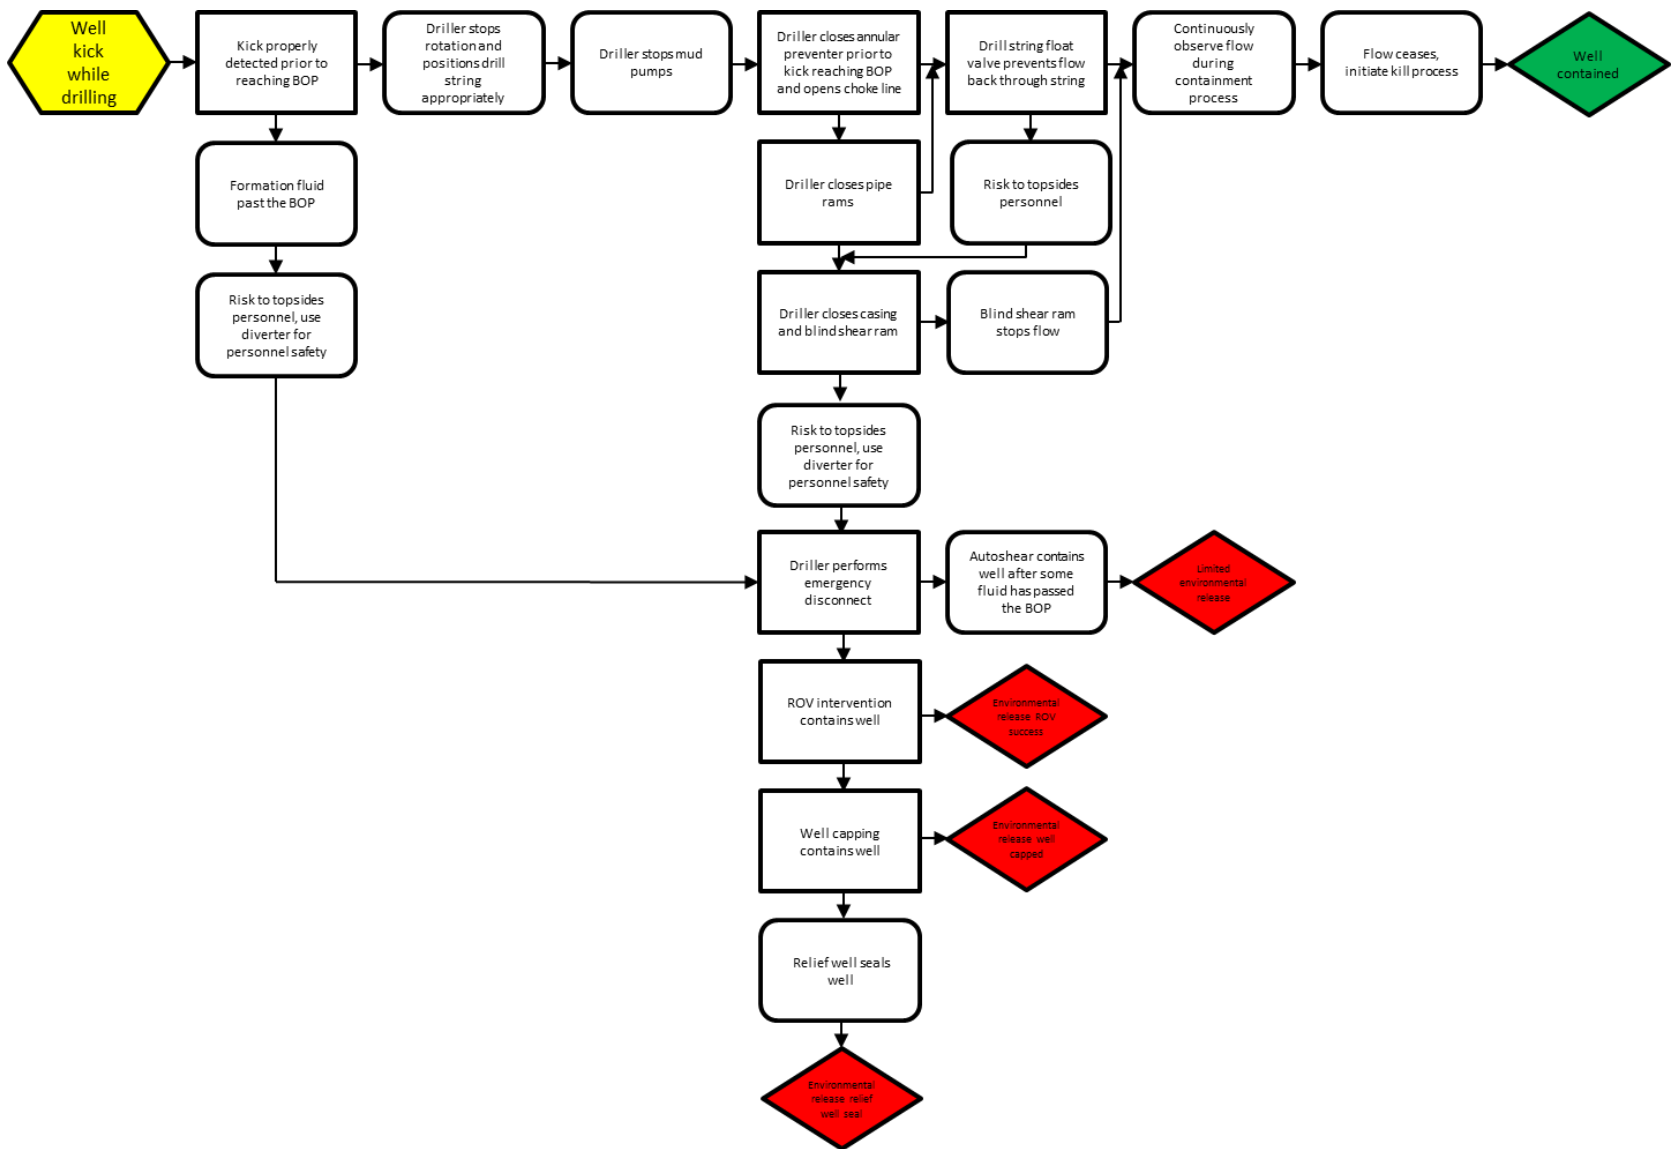 Well
kick
while
drilling
Kick properly
detected prior to
reaching BOP
Driller stops
rotation and
positions drill
string
appropriately
Driller stops mud
pumps
Driller closes annular
preventer prior to
kick reaching BOP
and opens choke line
Drill string float
valve prevents flow
back through string
Continuously
observe flow
during
containment
process
Flow ceases,
initiate kill process
Well
contained
Formation fluid
past the BOP
Driller closes pipe
rams
Risk to topsides
personnel
Risk to topsides
personnel, use
diverter for
personnel safety
Driller closes casing
and blind shear ram
Blind shear ram
stops flow
Risk to topsides
personnel, use
diverter for
personnel safety
Driller performs
emergency
disconnect
Autoshear contains
well after some
fluid has passed
the BOP
Limited
environmental
release
ROV intervention
contains well
Environmental
release ROV
success
Well capping
contains well
Environmental
release well
capped
Relief well seals
well
Environmental
release relief
well seal